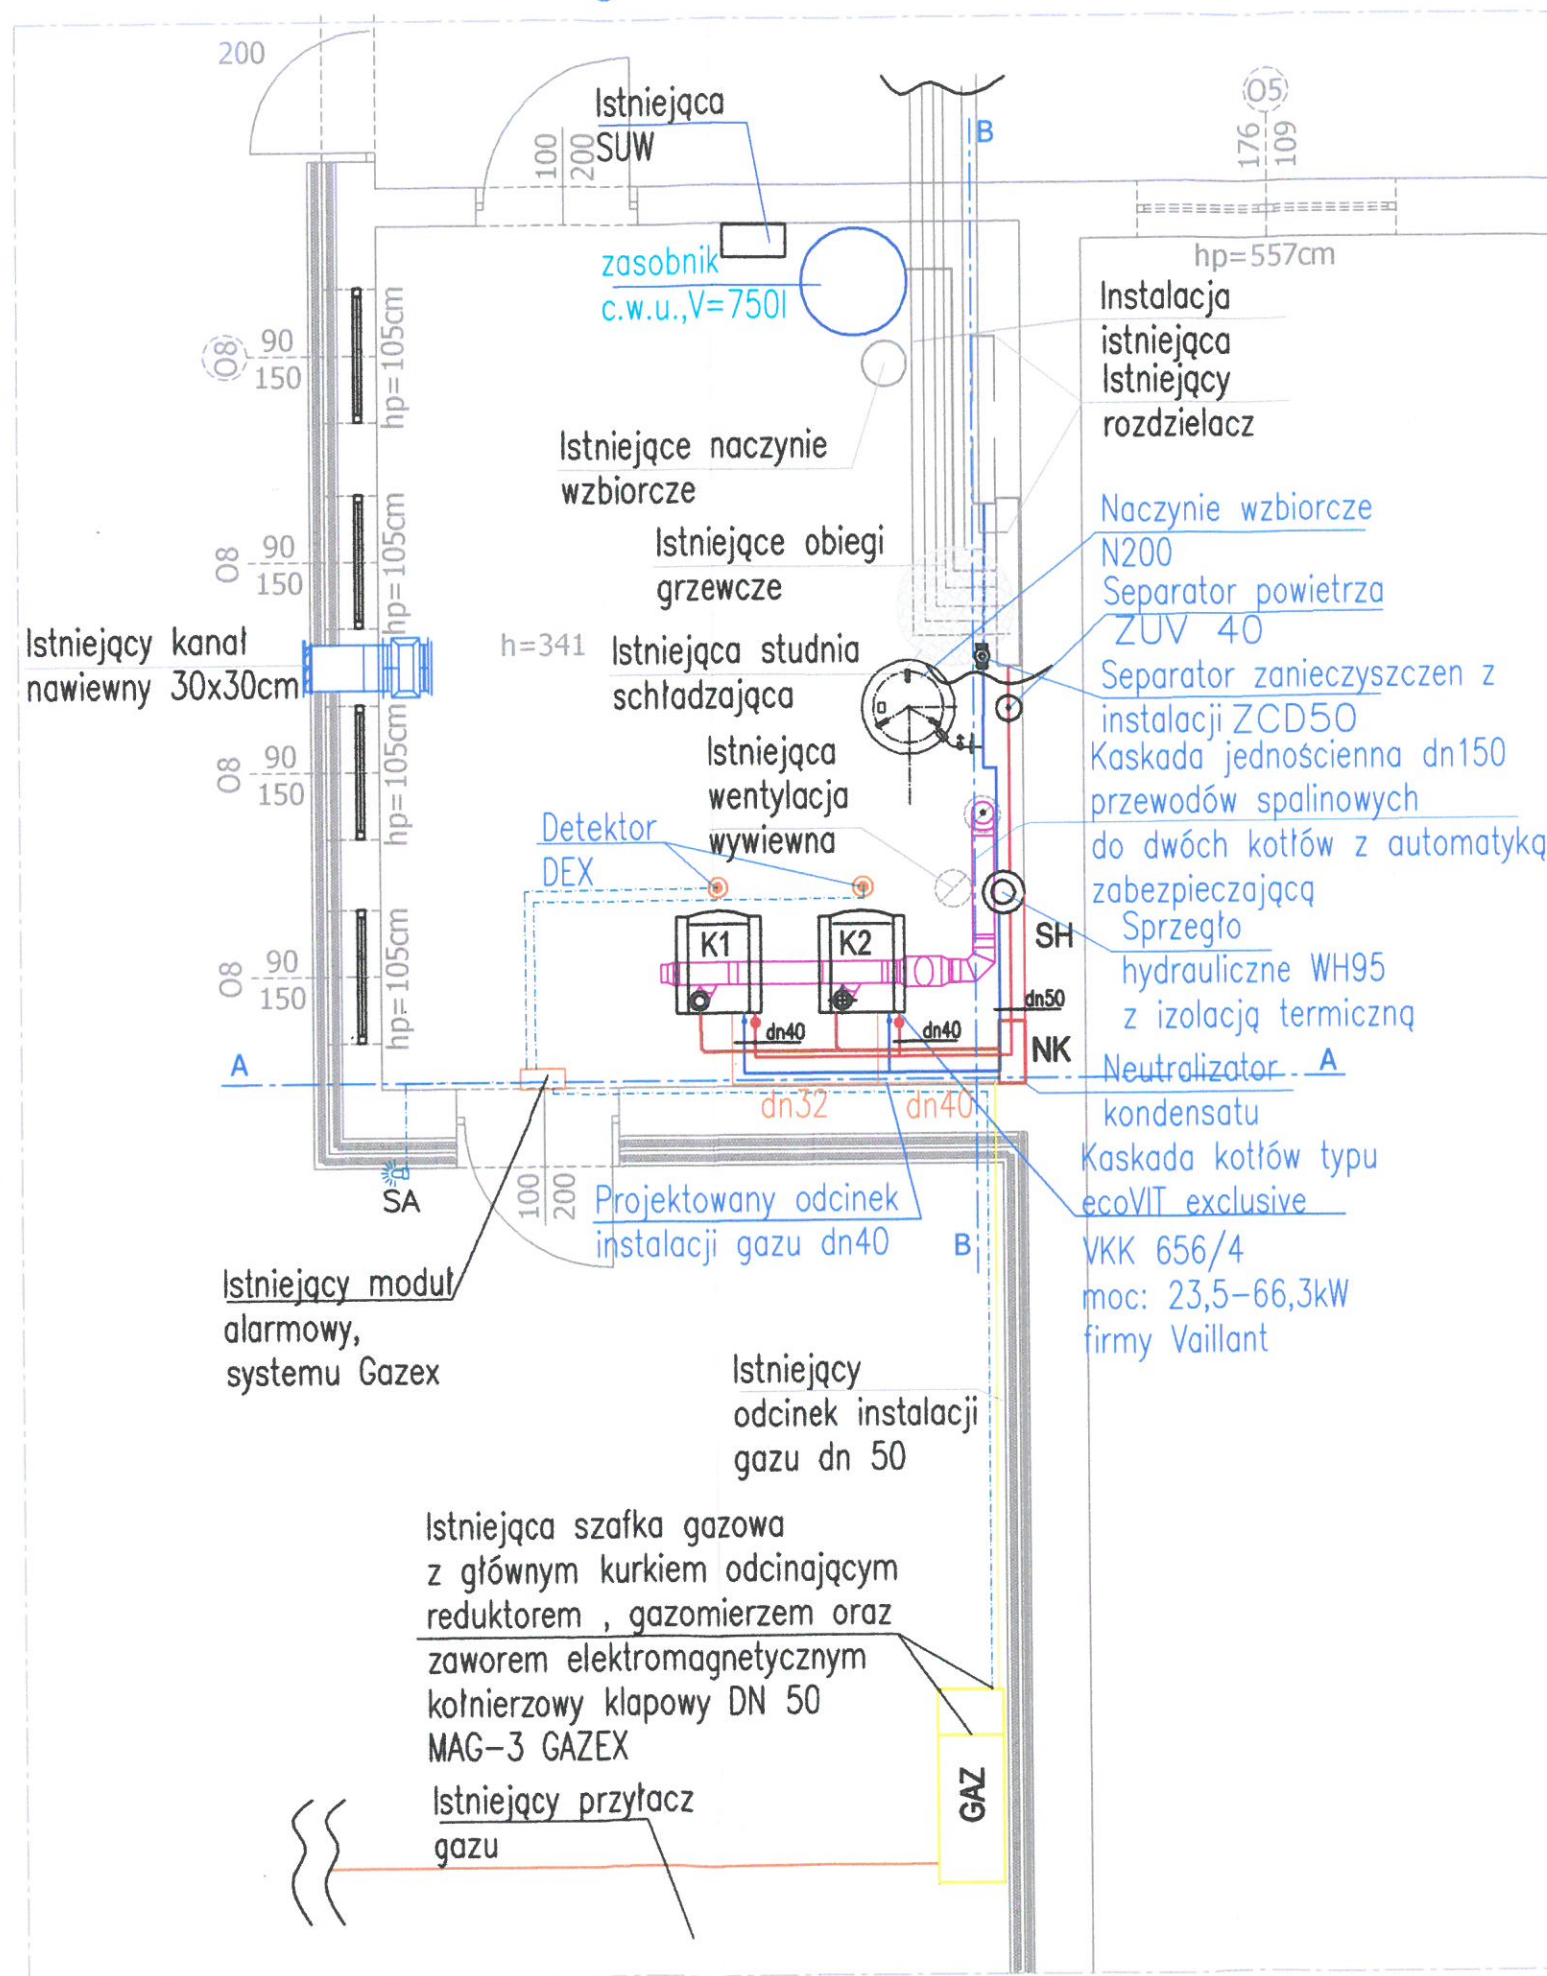 200
Istniejąca
SUW
100
200
B
O5
176
109
hp=557cm
zasobnik
c.w.u.,V=750l
Instalacja
istniejąca
Istniejący
rozdzielacz
O8
90
150
hp=105cm
Istniejące naczynie
wzbiorcze
Naczynie wzbiorcze
N200
O8
90
150
hp=105cm
Istniejące obiegi
grzewcze
Separator powietrza
ZUV 40
Istniejący kanał
nawiewny 30x30cm
h=341
Istniejąca studnia
schładzająca
Separator zanieczyszczen z
instalacji ZCD50
O8
90
150
hp=105cm
Istniejąca
wentylacja
wywiewna
Kaskada jednościenna dn150
przewodów spalinowych
do dwóch kotłów z automatyką
zabezpieczającą
Detektor
DEX
K1
K2
SH
Sprzęgło
hydrauliczne WH95
z izolacją termiczną
O8
90
150
hp=105cm
dn50
dn40
dn40
NK
A
A
Neutralizator
kondensatu
dn32
dn40
SA
100
200
Projektowany odcinek
instalacji gazu dn40
B
Kaskada kotłów typu
ecoVIT exclusive
VKK 656/4
moc: 23,5-66,3kW
firmy Vaillant
Istniejący moduł
alarmowy,
systemu Gazex
Istniejący
odcinek instalacji
gazu dn 50
Istniejąca szafka gazowa
z głównym kurkiem odcinającym
reduktorem , gazomierzem oraz
zaworem elektromagnetycznym
kołnierzowy klapowy DN 50
MAG-3 GAZEX
GAZ
Istniejący przyłacz
gazu